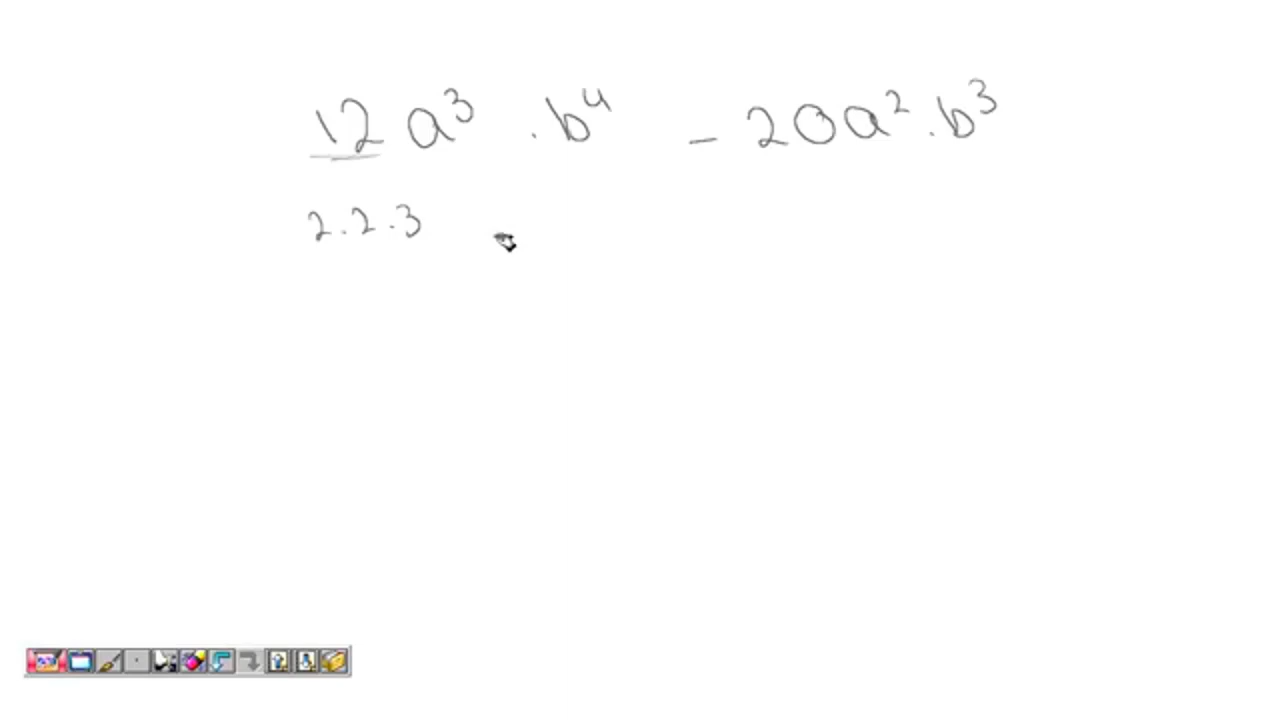 12a³ · b⁴ - 20a² · b³
2 · 2 · 3